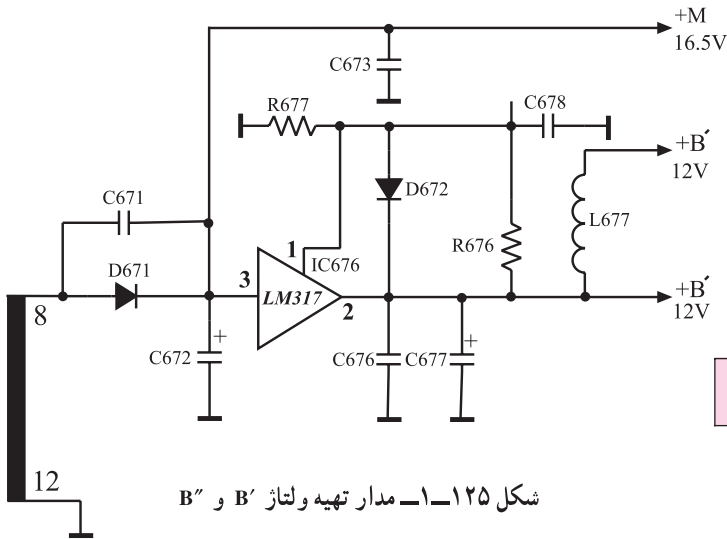 +M
16.5V
C673
R677
C678
+B′
12V
C671
D672
L677
R676
1
IC676
D671
3
LM317
2
+B′
12V
8
+
C672
C676
C677
+
12
شکل ۱۲۵ــ۱ــ مدار تهیه ولتاژ B′ و B″